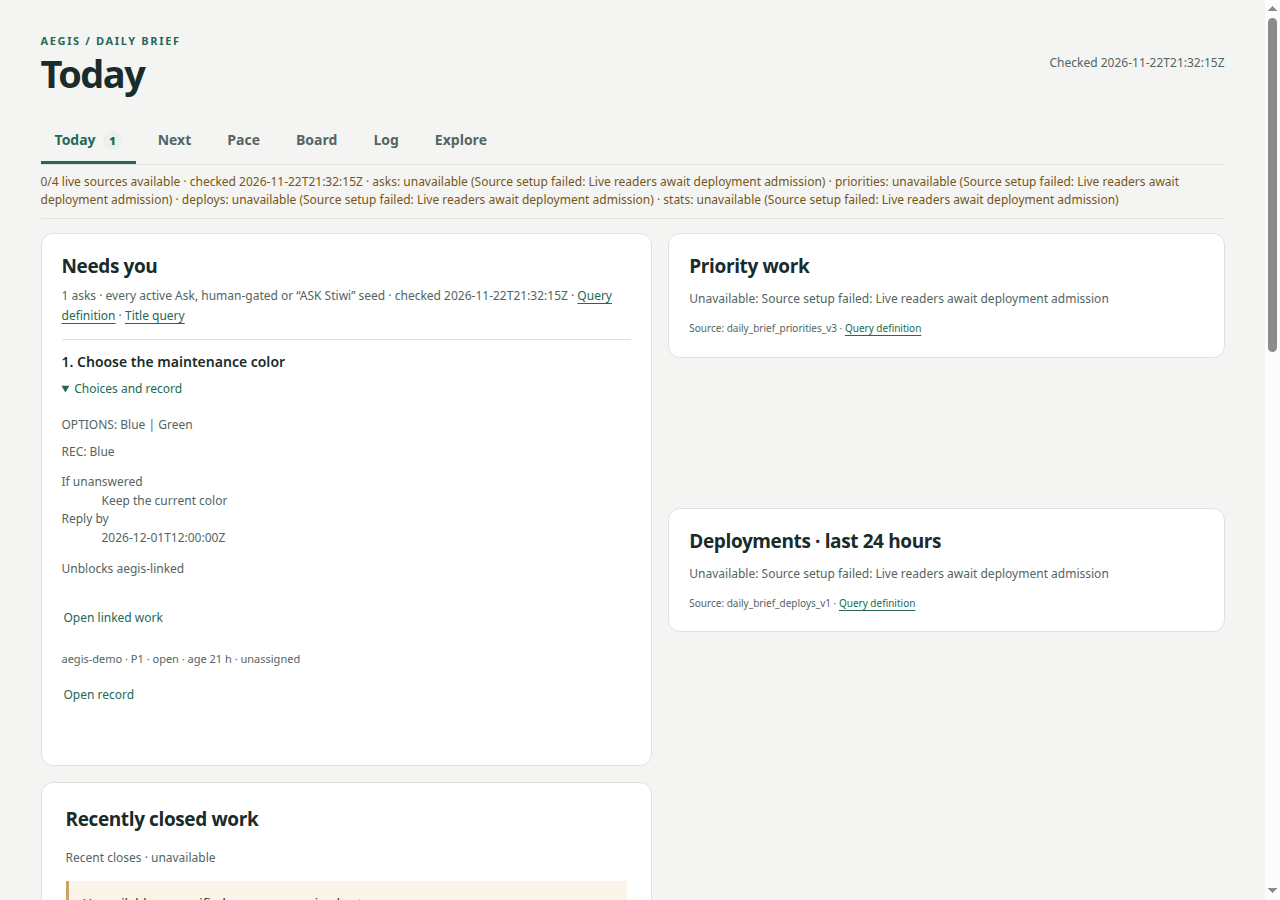 AEGIS / DAILY BRIEF
Today
Checked 2026-11-22T21:32:15Z
Today 1 Next Pace Board Log Explore
0/4 live sources available · checked 2026-11-22T21:32:15Z · asks: unavailable (Source setup failed: Live readers await deployment admission) · priorities: unavailable (Source setup failed: Live readers await
deployment admission) · deploys: unavailable (Source setup failed: Live readers await deployment admission) · stats: unavailable (Source setup failed: Live readers await deployment admission)
Needs you
1 asks · every active Ask, human-gated or “ASK Stiwi” seed · checked 2026-11-22T21:32:15Z · Query
definition · Title query
1. Choose the maintenance color
▼ Choices and record
OPTIONS: Blue | Green
REC: Blue
If unanswered
Keep the current color
Reply by
2026-12-01T12:00:00Z
Unblocks aegis-linked
Open linked work
aegis-demo · P1 · open · age 21 h · unassigned
Open record
Priority work
Unavailable: Source setup failed: Live readers await deployment admission
Source: daily_brief_priorities_v3 · Query definition
Deployments · last 24 hours
Unavailable: Source setup failed: Live readers await deployment admission
Source: daily_brief_deploys_v1 · Query definition
Recently closed work
Recent closes · unavailable